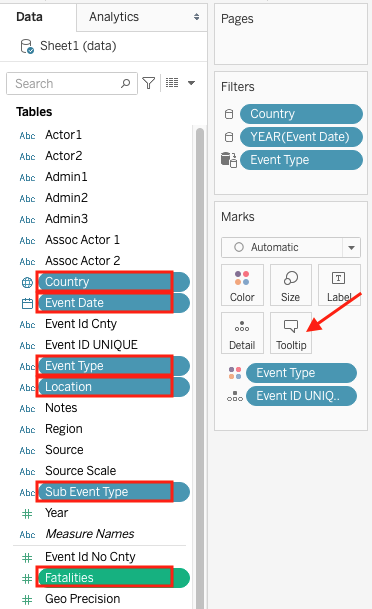 Data
Analytics
Sheet1 (data)
Search
Tables
Abc Actor1
Abc Actor2
Abc Admin1
Abc Admin2
Abc Admin3
Abc Assoc Actor 1
Abc Assoc Actor 2
Country
Event Date
Abc Event Id Cnty
Abc Event ID UNIQUE
Abc Event Type
Abc Location
Abc Notes
Abc Region
Abc Source
Abc Source Scale
Abc Sub Event Type
# Year
Abc Measure Names
# Event Id No Cnty
# Fatalities
# Geo Precision
Pages
Filters
Country
YEAR(Event Date)
Event Type
Marks
Automatic
Color
Size
T
Label
Detail
Tooltip
Event Type
Event ID UNIQ..